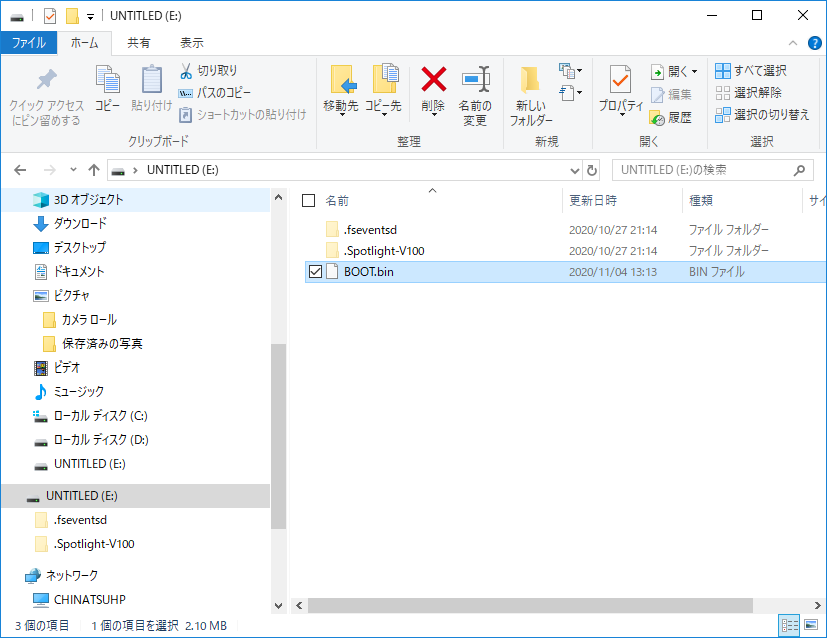 UNTITLED (E:)
ファイル ホーム 共有 表示
クイック アクセス
にピン留めする
コピー
貼り付け
切り取り
パスのコピー
ショートカットの貼り付け
クリップボード
移動先
コピー先
削除
名前の
変更
整理
新しい
フォルダー
新規
プロパティ
開く
編集
履歴
開く
すべて選択
選択解除
選択の切り替え
選択
UNTITLED (E:)
UNTITLED (E:)の検索
3D オブジェクト
ダウンロード
デスクトップ
ドキュメント
ピクチャ
カメラ ロール
保存済みの写真
ビデオ
ミュージック
ローカル ディスク (C:)
ローカル ディスク (D:)
UNTITLED (E:)
UNTITLED (E:)
.fseventsd
.Spotlight-V100
ネットワーク
CHINATSUHP
名前 更新日時 種類 サイ
.fseventsd 2020/10/27 21:14 ファイル フォルダー
.Spotlight-V100 2020/10/27 21:14 ファイル フォルダー
BOOT.bin 2020/11/04 13:13 BIN ファイル
3 個の項目 1 個の項目を選択 2.10 MB